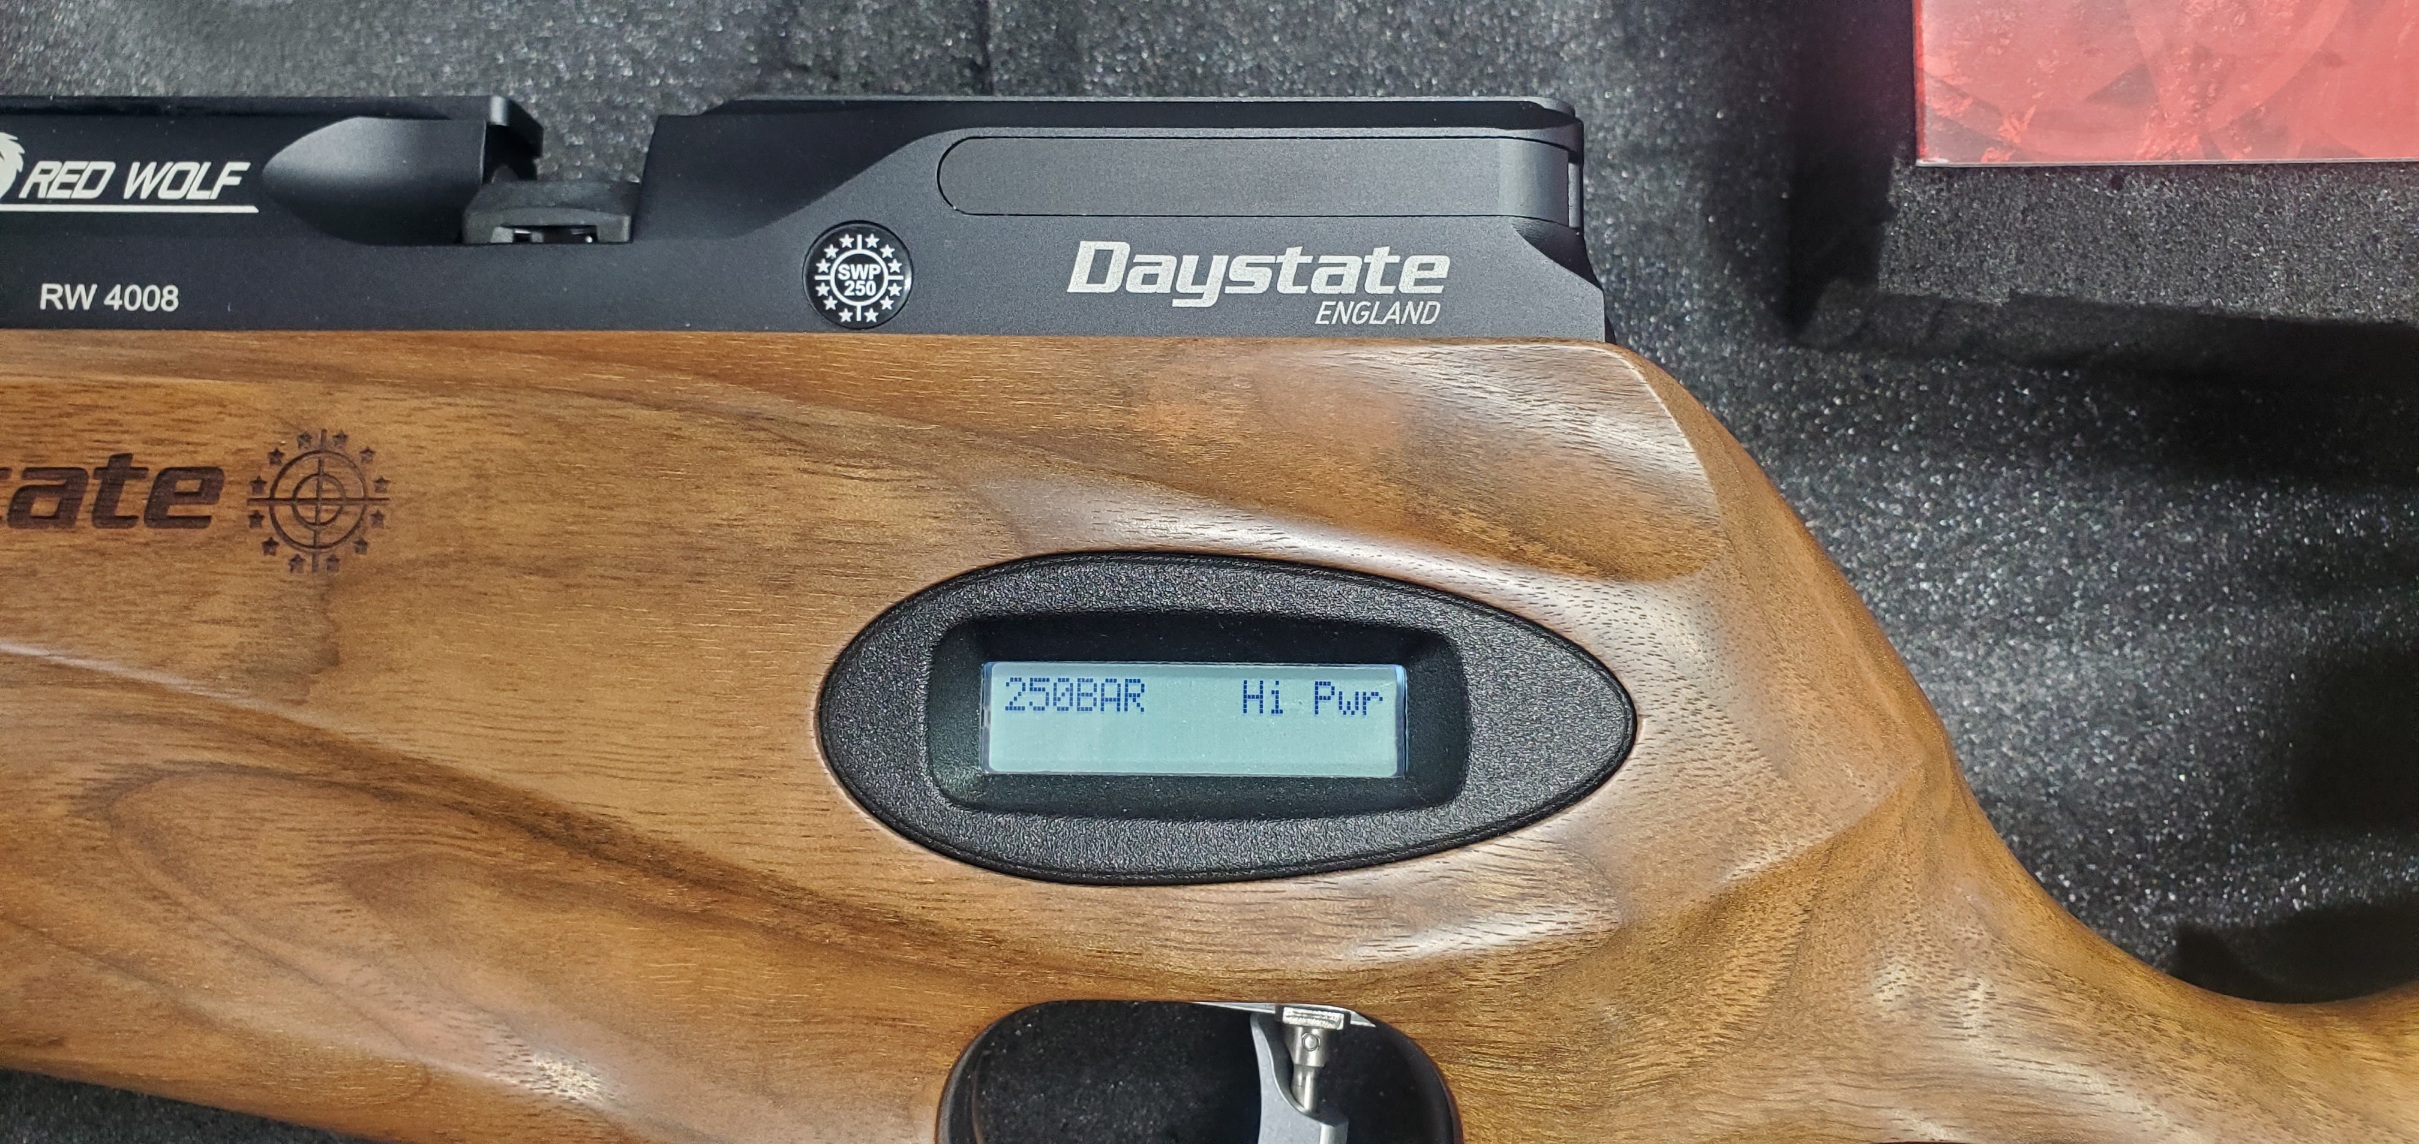 RED WOLF
RW 4008
SWP
250
Daystate
ENGLAND
tate
250BAR Hi Pwr